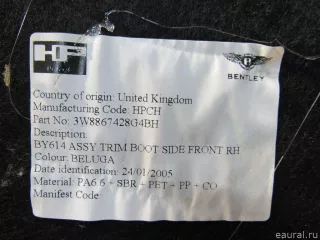 HP
BENTLEY
Country of origin: United Kingdom
Manufacturing Code: HPCH
Part No: 3W8867428G4BH
Description:
BY614 ASSY TRIM BOOT SIDE FRONT RH
Colour: BELUGA
Date identification: 24/01/2005
Material: PA6.6 + SBR + PET + PP + CO
Manifest Code:
eaural.ru